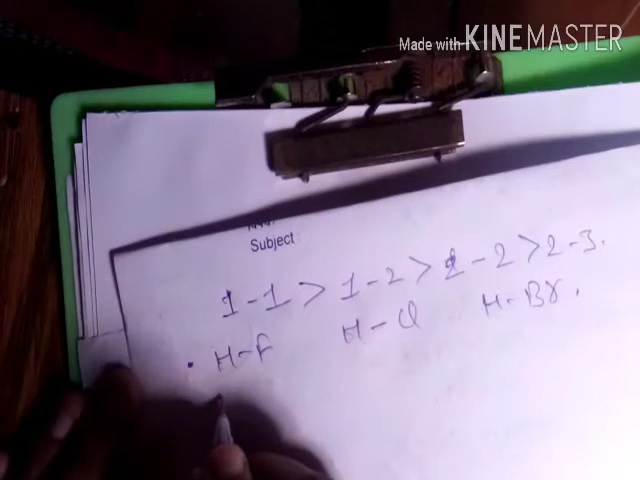 Made with KINEMASTER
Subject :
1-1 > 1-2 > 2-2 > 2-3.
• H-F H-Cl H-Br.